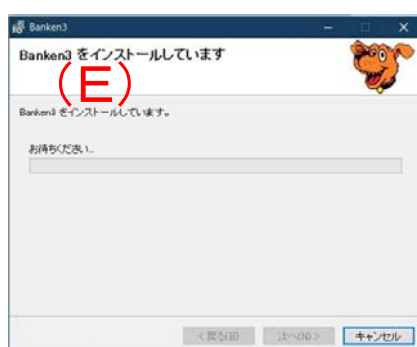 Banken3
Banken3 をインストールしています
(E)
Banken3 をインストールしています。
お待ちください...
< 戻る(B)
次へ(N) >
キャンセル